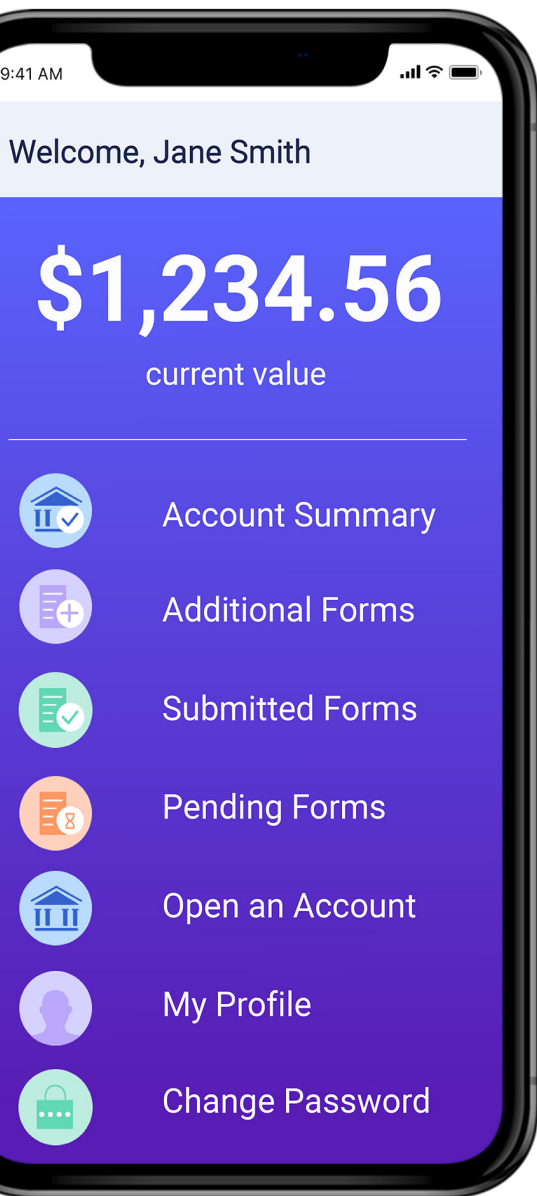 9:41 AM
Welcome, Jane Smith
$1,234.56
current value
Account Summary
Additional Forms
Submitted Forms
Pending Forms
Open an Account
My Profile
Change Password